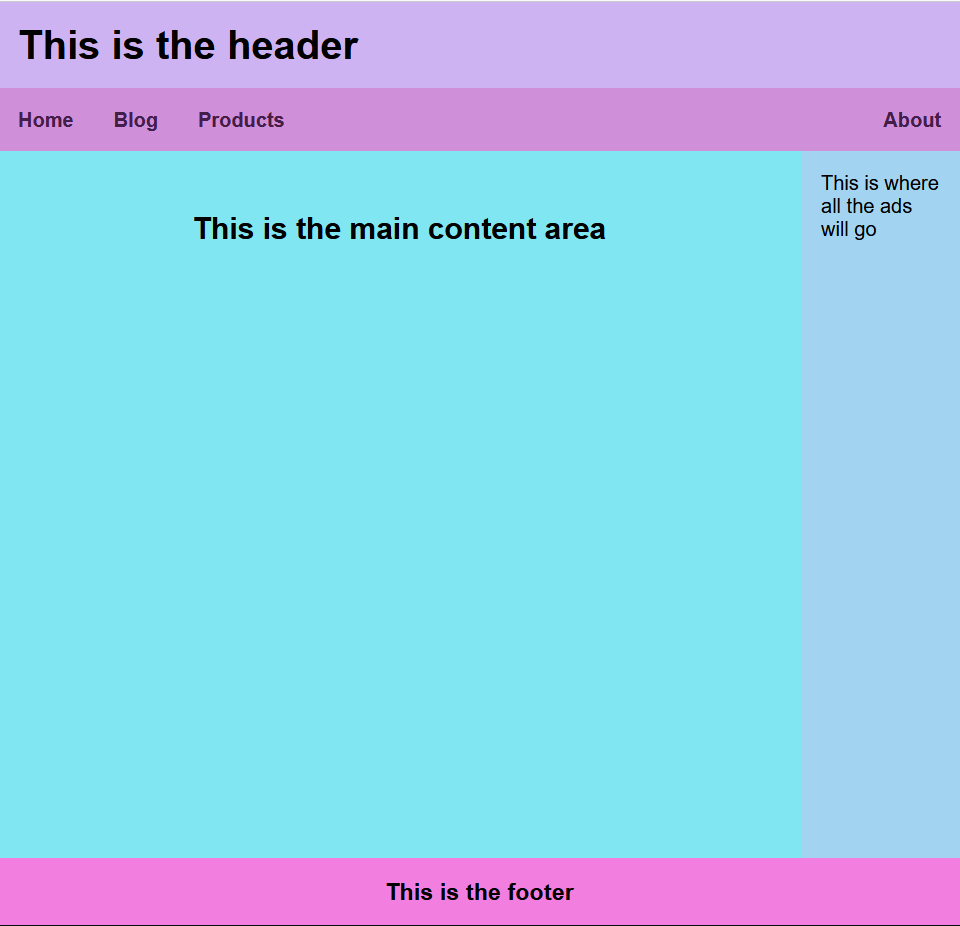 This is the header
Home Blog Products About
This is the main content area
This is where
all the ads
will go
This is the footer